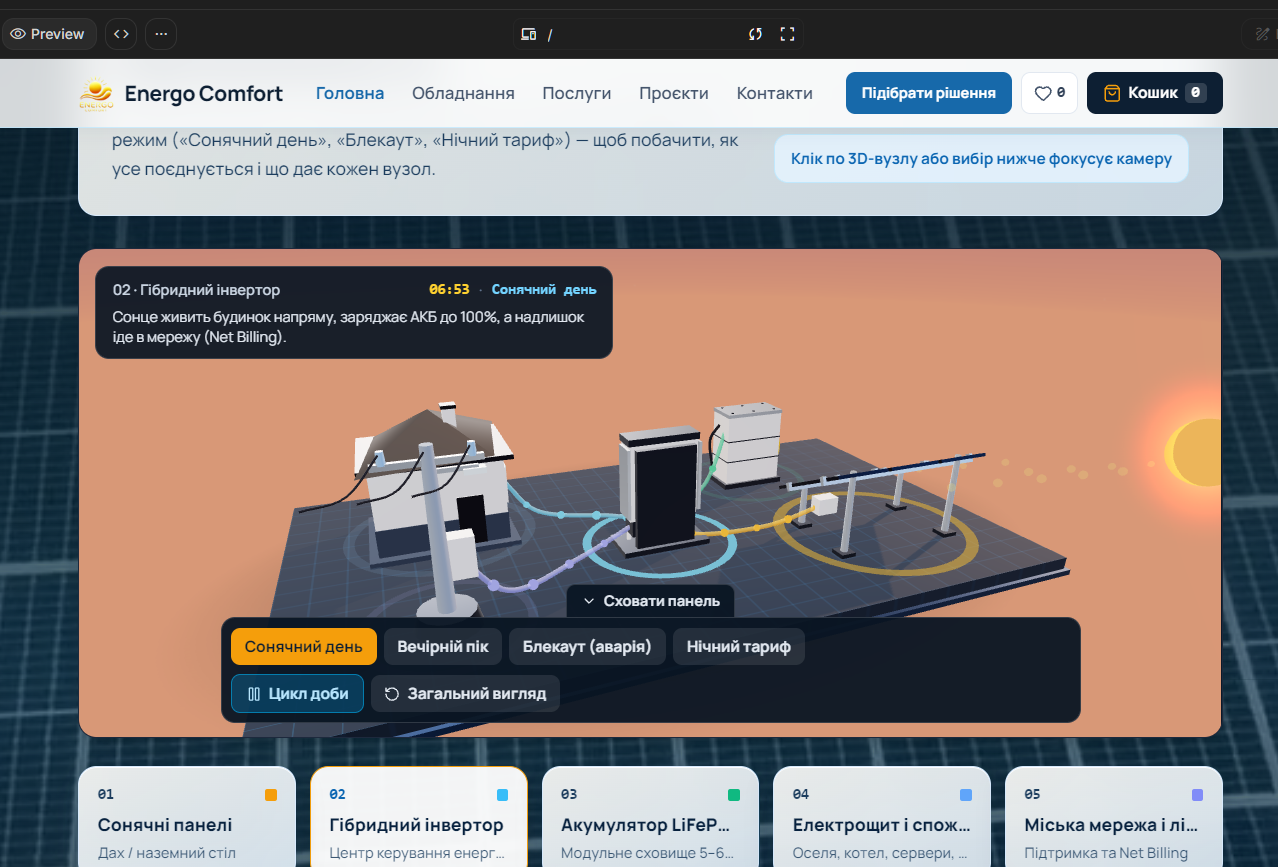 Preview
/
Energo Comfort
Головна
Обладнання
Послуги
Проєкти
Контакти
Підібрати рішення
0
Кошик 0
режим («Сонячний день», «Блекаут», «Нічний тариф») — щоб побачити, як
усе поєднується і що дає кожен вузол.
Клік по 3D-вузлу або вибір нижче фокусує камеру
02 · Гібридний інвертор
06:53 · Сонячний день
Сонце живить будинок напряму, заряджає АКБ до 100%, а надлишок
іде в мережу (Net Billing).
Сховати панель
Сонячний день
Вечірній пік
Блекаут (аварія)
Нічний тариф
Цикл доби
Загальний вигляд
01
Сонячні панелі
Дах / наземний стіл
02
Гібридний інвертор
Центр керування енерг…
03
Акумулятор LiFeP…
Модульне сховище 5–6…
04
Електрощит і спож…
Оселя, котел, сервери, …
05
Міська мережа і лі…
Підтримка та Net Billing